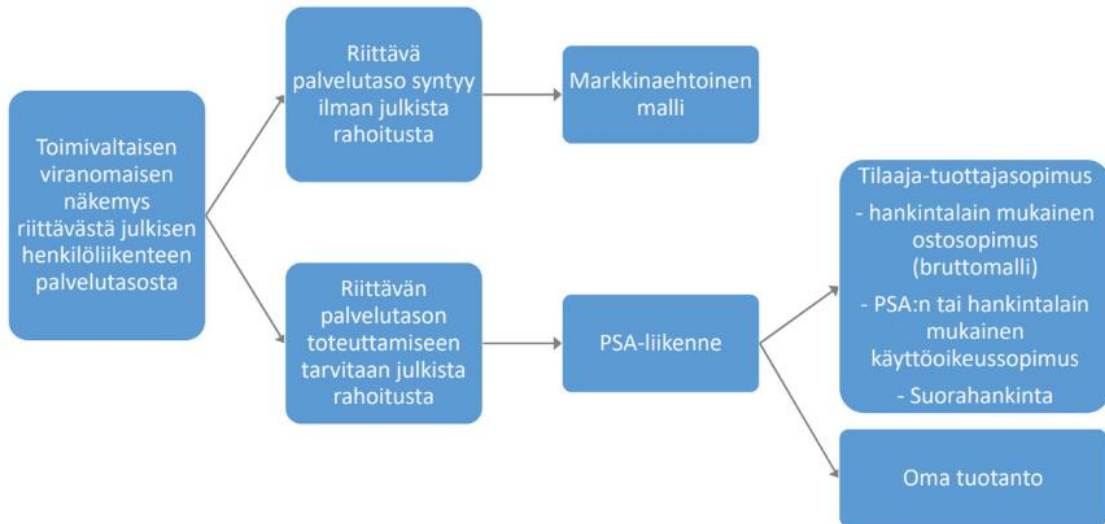 Toimivaltaisen
viranomaisen
näkemys
riittävästä julkisen
henkilöliikenteen
palvelutasosta
Riittävä
palvelutaso syntyy
ilman julkista
rahoitusta
Markkinaehtoinen
malli
Riittävän
palvelutason
toteuttamiseen
tarvitaan julkista
rahoitusta
PSA-liikenne
Tilaaja-tuottajasopimus
- hankintalain mukainen
ostosopimus
(bruttomalli)
- PSA:n tai hankintalain
mukainen
käyttöoikeussopimus
- Suorahankinta
Oma tuotanto